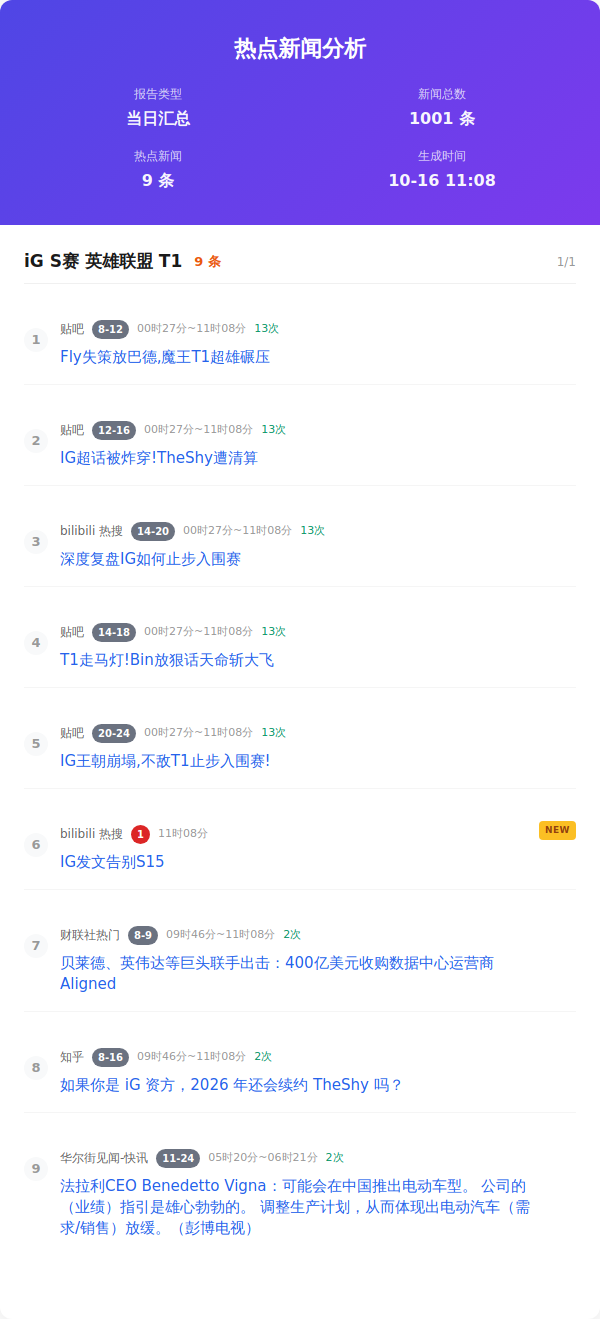 热点新闻分析
报告类型
新闻总数
当日汇总
1001 条
热点新闻
生成时间
9 条
10-16 11:08
iG S赛 英雄联盟 T1 9 条 1/1
1 贴吧 8-12 00时27分~11时08分 13次
Fly失策放巴德,魔王T1超雄碾压
2 贴吧 12-16 00时27分~11时08分 13次
IG超话被炸穿!TheShy遭清算
3 bilibili 热搜 14-20 00时27分~11时08分 13次
深度复盘IG如何止步入围赛
4 贴吧 14-18 00时27分~11时08分 13次
T1走马灯!Bin放狠话天命斩大飞
5 贴吧 20-24 00时27分~11时08分 13次
IG王朝崩塌,不敌T1止步入围赛!
6 bilibili 热搜 1 11时08分 NEW
IG发文告别S15
7 财联社热门 8-9 09时46分~11时08分 2次
贝莱德、英伟达等巨头联手出击：400亿美元收购数据中心运营商
Aligned
8 知乎 8-16 09时46分~11时08分 2次
如果你是 iG 资方，2026 年还会续约 TheShy 吗？
9 华尔街见闻-快讯 11-24 05时20分~06时21分 2次
法拉利CEO Benedetto Vigna：可能会在中国推出电动车型。 公司的
（业绩）指引是雄心勃勃的。 调整生产计划，从而体现出电动汽车（需
求/销售）放缓。（彭博电视）